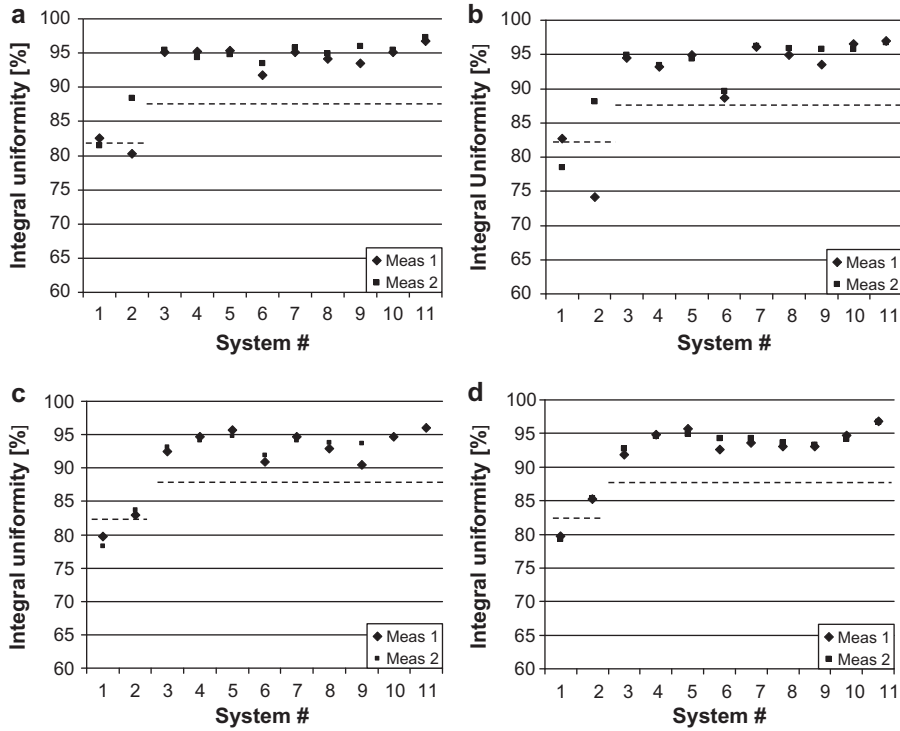 a
Integral uniformity [%]
100
95
90
85
80
75
70
65
60
Meas 1
Meas 2
1 2 3 4 5 6 7 8 9 10 11
System #
b
Integral Uniformity [%]
100
95
90
85
80
75
70
65
60
Meas 1
Meas 2
1 2 3 4 5 6 7 8 9 10 11
System #
c
Integral uniformity [%]
100
95
90
85
80
75
70
65
60
Meas 1
Meas 2
1 2 3 4 5 6 7 8 9 10 11
System #
d
Integral uniformity [%]
100
95
90
85
80
75
70
65
60
Meas 1
Meas 2
1 2 3 4 5 6 7 8 9 10 11
System #